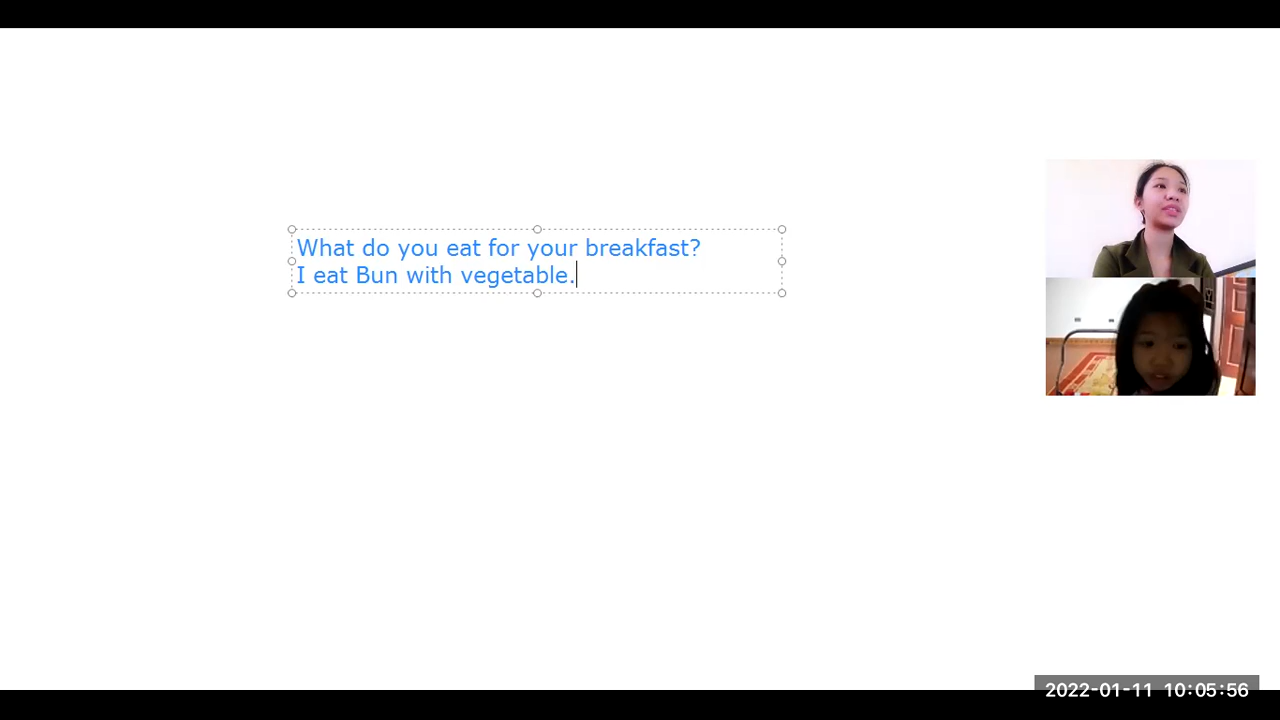 What do you eat for your breakfast?
I eat Bun with vegetable.
2022-01-11 10:05:56